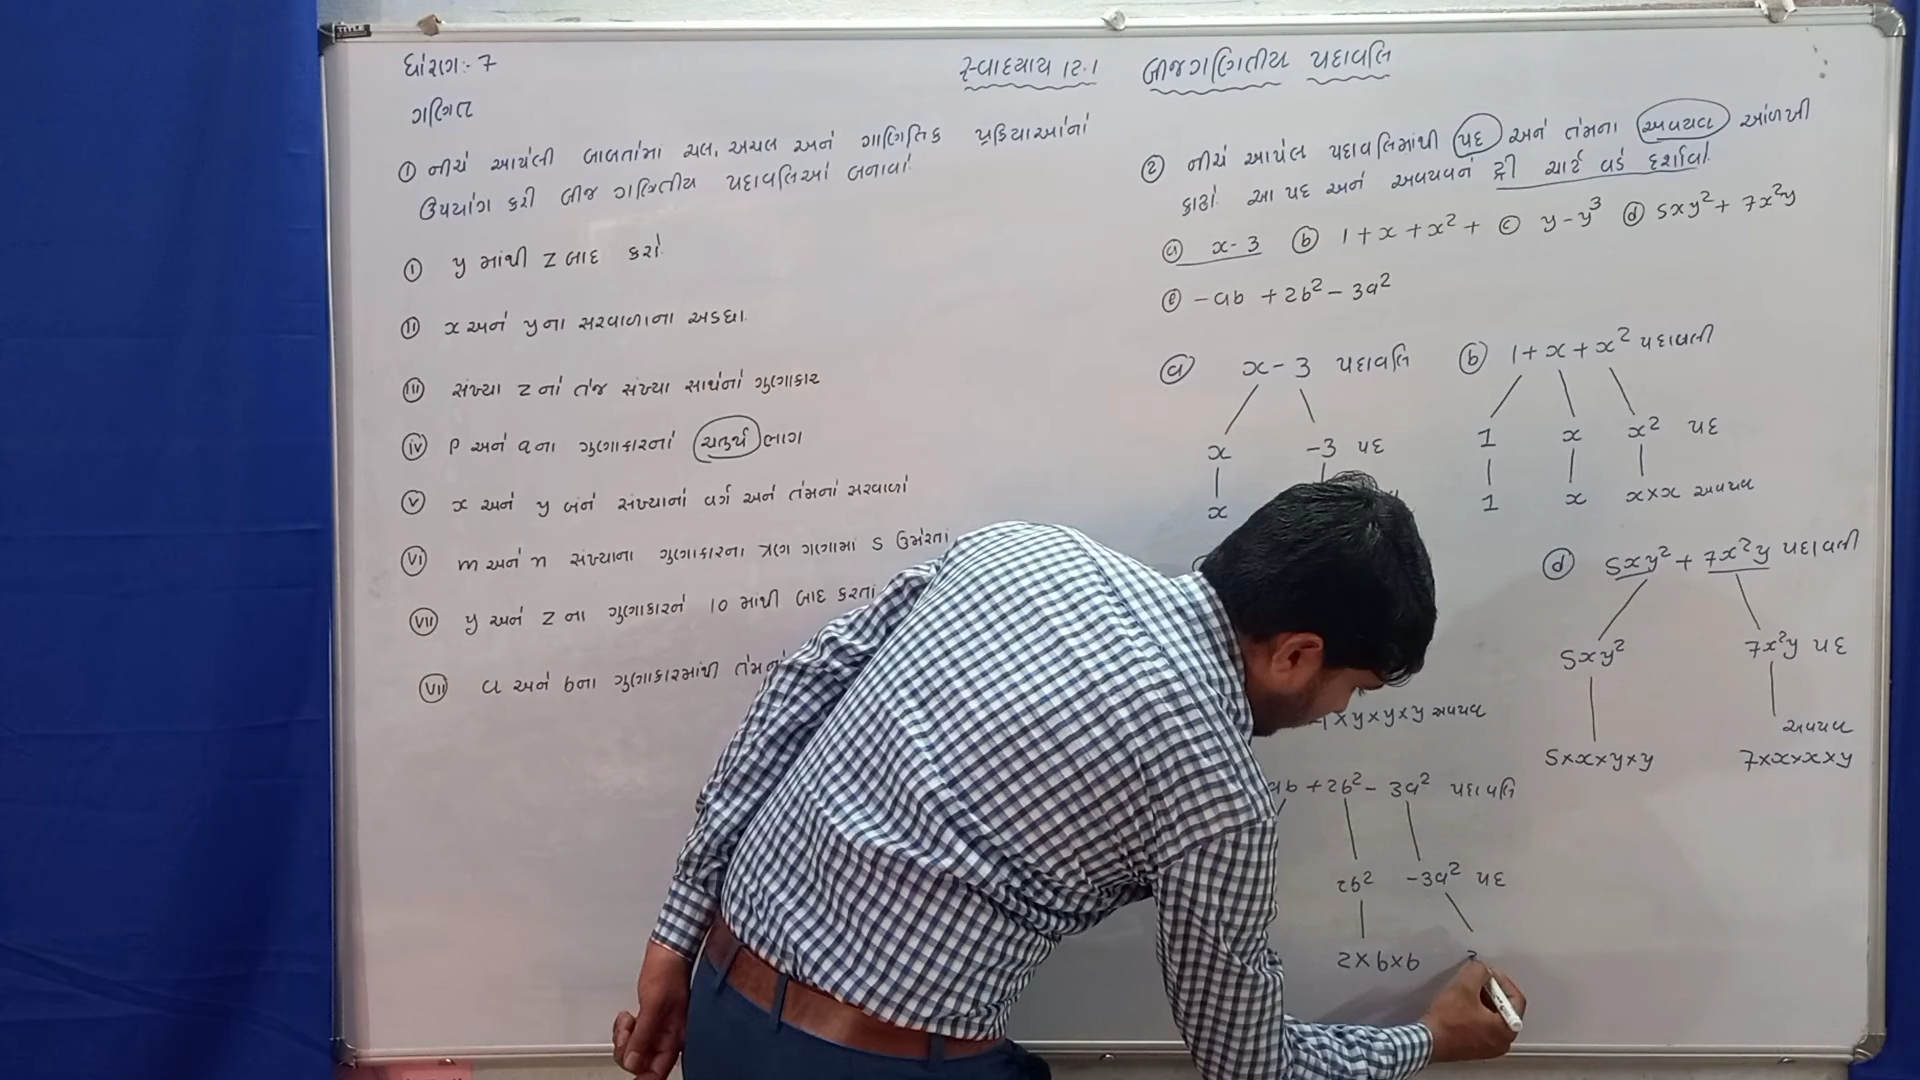 ધોરણ:- 7
સ્વાધ્યાય 12.1 બીજગણિતીય પદાવલિ
ગણિત
① નીચે આપેલી બાબતોમાં ચલ, અચલ અને ગાણિતિક પ્રક્રિયાઓનો
ઉપયોગ કરી બીજ ગણિતીય પદાવલિઓ બનાવો.
Ⓘ y માંથી z બાદ કરો.
Ⅱ x અને y ના સરવાળાના અડધા.
Ⅲ સંખ્યા z નો તેજ સંખ્યા સાથેનો ગુણાકાર
ⅳ P અને q ના ગુણાકારનો ચતુર્થ ભાગ
Ⅴ x અને y બંને સંખ્યાનો વર્ગ અને તેમનો સરવાળો
Ⅵ m અને n સંખ્યાના ગુણાકારના ત્રણ ગણામાં 5 ઉમેરતાં
Ⅶ y અને z ના ગુણાકારને 10 માંથી બાદ કરતાં
Ⅶ a અને b ના ગુણાકારમાંથી તેમનો
② નીચે આપેલ પદાવલિમાંથી પદ અને તેમના અવયવ ઓળખી
કાઢો. આ પદ અને અવયવને ટ્રી ચાર્ટ વડે દર્શાવો.
ⓐ x - 3 ⓑ 1 + x + x² + ⓒ y - y³ ⓓ 5xy² + 7x²y
ⓔ - ab + 2b² - 3a²
ⓐ x - 3 પદાવલિ
x -3 પદ
x
ⓑ 1 + x + x² પદાવલી
1 x x² પદ
1 x x×x અવયવ
-1×y×y×y અવયવ
ⓓ 5xy² + 7x²y પદાવલી
5xy² 7x²y પદ
અવયવ
5×x×y×y 7×x×x×y
ab + 2b² - 3a² પદાવલિ
2b² -3a² પદ
2×b×b